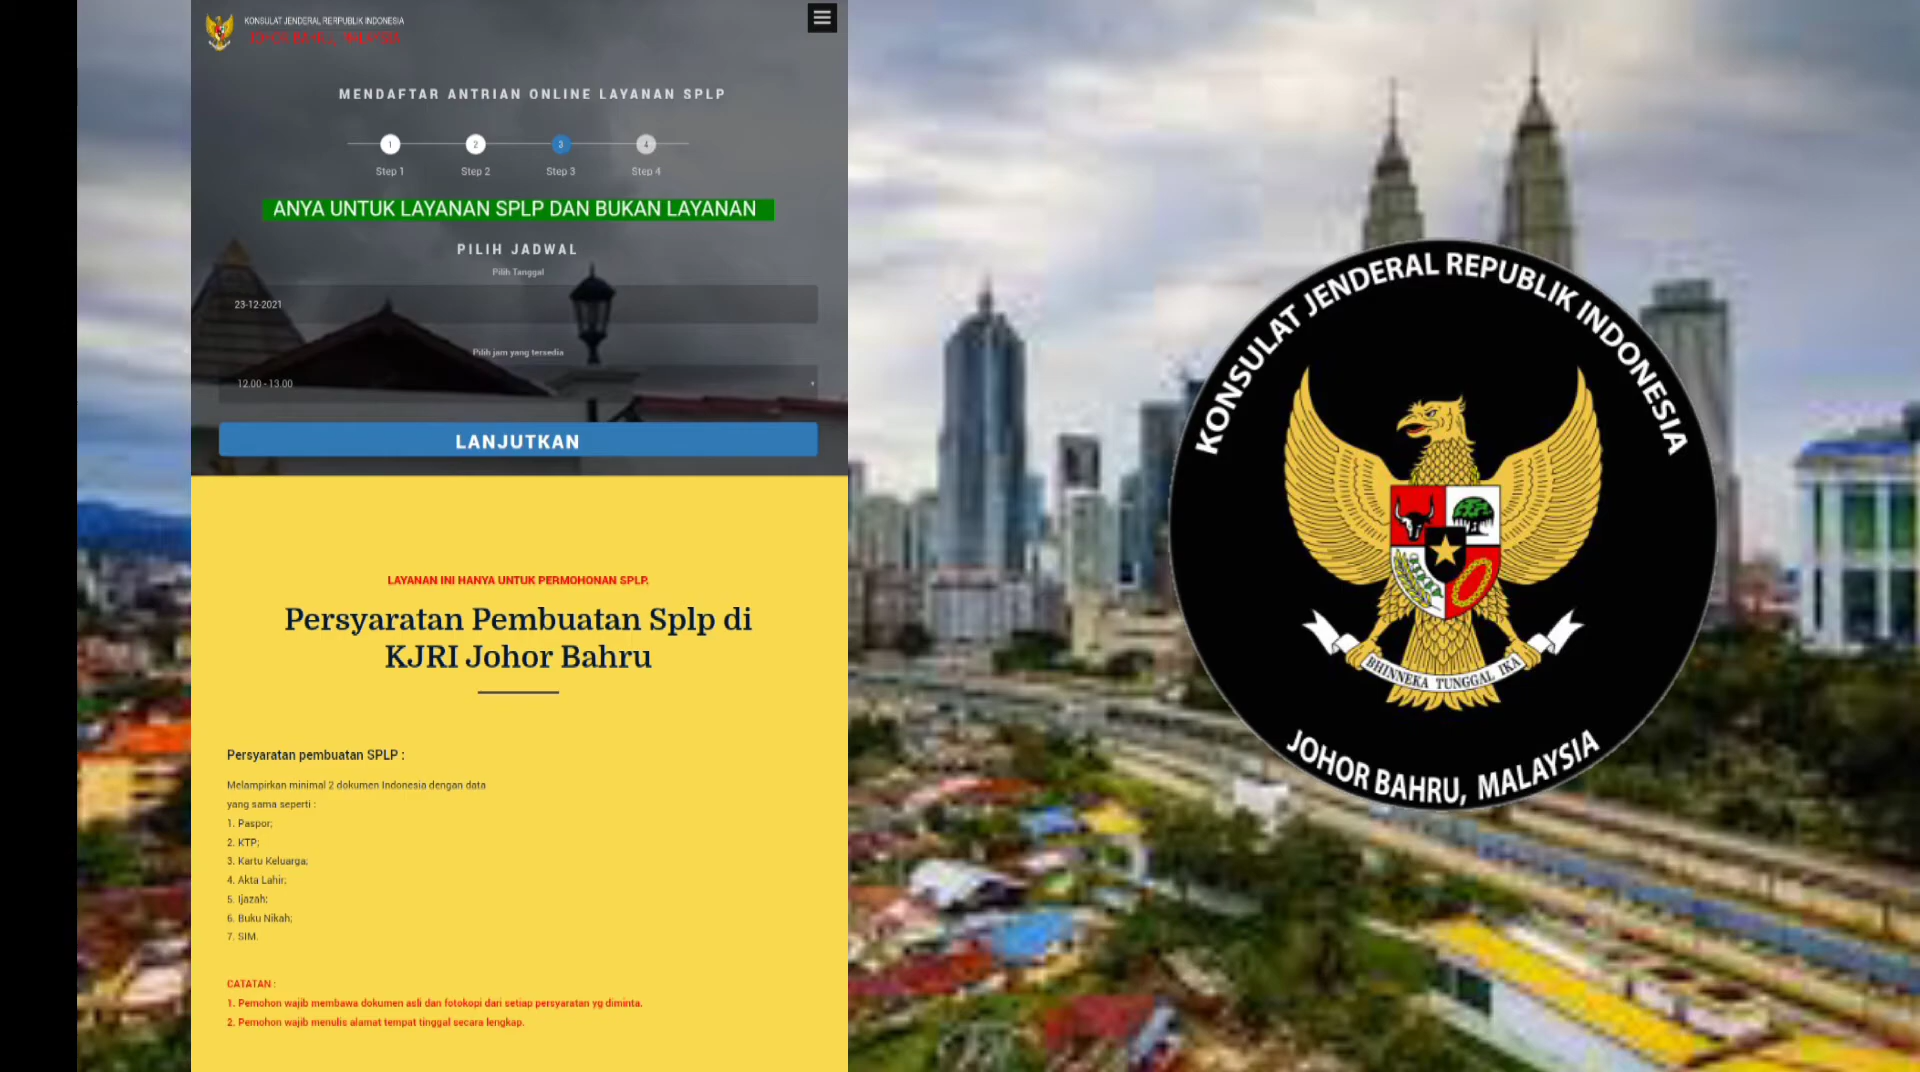 KONSULAT JENDERAL RERPUBLIK INDONESIA
JOHOR BAHRU, MALAYSIA
MENDAFTAR ANTRIAN ONLINE LAYANAN SPLP
1
2
3
4
Step 1
Step 2
Step 3
Step 4
ANYA UNTUK LAYANAN SPLP DAN BUKAN LAYANAN
PILIH JADWAL
Pilih Tanggal
23-12-2021
Pilih jam yang tersedia
12.00 - 13.00
LANJUTKAN
LAYANAN INI HANYA UNTUK PERMOHONAN SPLP.
Persyaratan Pembuatan Splp di
KJRI Johor Bahru
Persyaratan pembuatan SPLP :
Melampirkan minimal 2 dokumen Indonesia dengan data
yang sama seperti :
1. Paspor;
2. KTP;
3. Kartu Keluarga;
4. Akta Lahir;
5. Ijazah;
6. Buku Nikah;
7. SIM.
CATATAN :
1. Pemohon wajib membawa dokumen asli dan fotokopi dari setiap persyaratan yg diminta.
2. Pemohon wajib menulis alamat tempat tinggal secara lengkap.
KONSULAT JENDERAL REPUBLIK INDONESIA
BHINNEKA TUNGGAL IKA
JOHOR BAHRU, MALAYSIA